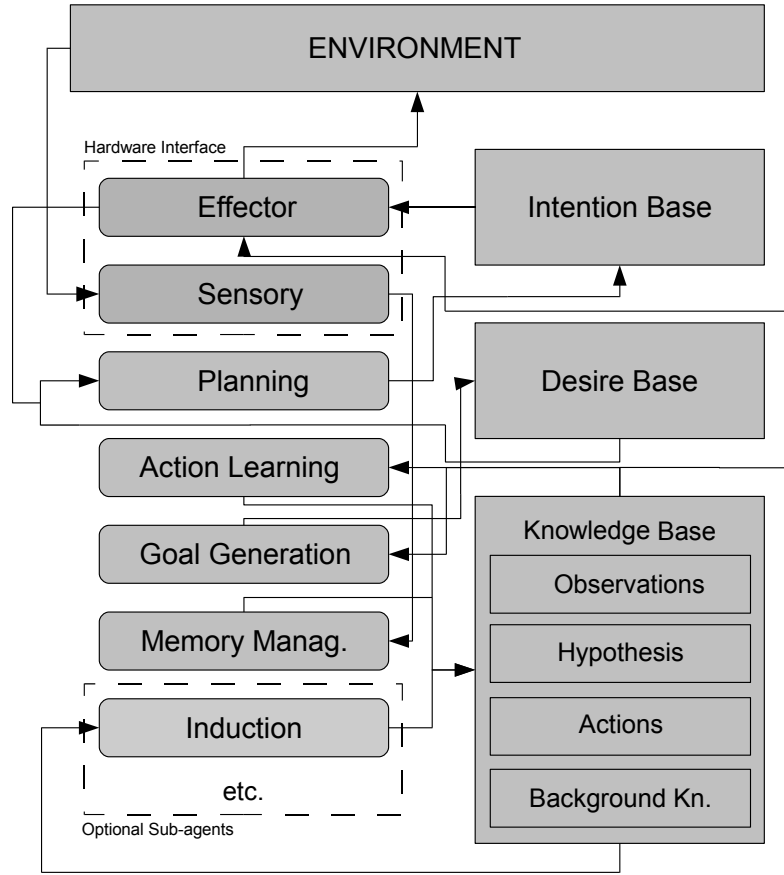 ENVIRONMENT
Hardware Interface
Effector
Intention Base
Sensory
Planning
Desire Base
Action Learning
Goal Generation
Knowledge Base
Observations
Memory Manag.
Hypothesis
Induction
Actions
etc.
Background Kn.
Optional Sub-agents